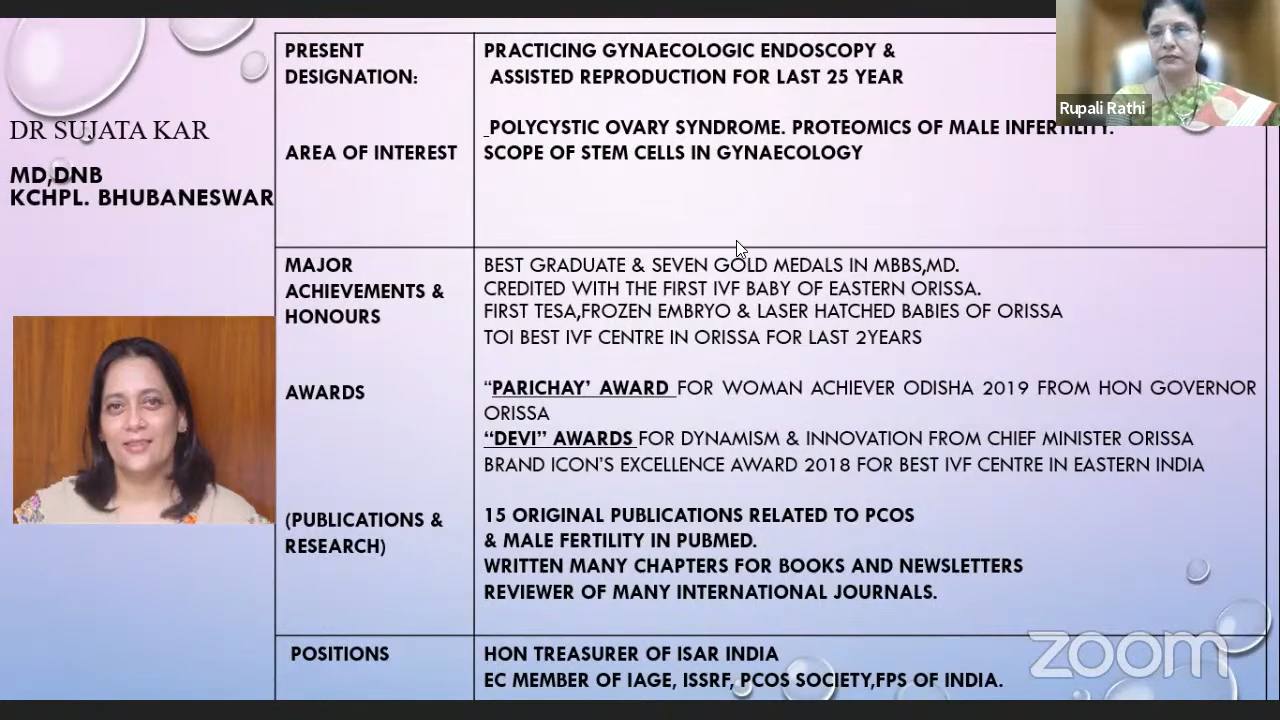 DR SUJATA KAR
MD,DNB
KCHPL. BHUBANESWAR
PRESENT
DESIGNATION:
PRACTICING GYNAECOLOGIC ENDOSCOPY &
ASSISTED REPRODUCTION FOR LAST 25 YEAR
AREA OF INTEREST
_POLYCYSTIC OVARY SYNDROME. PROTEOMICS OF MALE INFERTILITY.
SCOPE OF STEM CELLS IN GYNAECOLOGY
MAJOR
ACHIEVEMENTS &
HONOURS
BEST GRADUATE & SEVEN GOLD MEDALS IN MBBS,MD.
CREDITED WITH THE FIRST IVF BABY OF EASTERN ORISSA.
FIRST TESA,FROZEN EMBRYO & LASER HATCHED BABIES OF ORISSA
TOI BEST IVF CENTRE IN ORISSA FOR LAST 2YEARS
AWARDS
“PARICHAY’ AWARD FOR WOMAN ACHIEVER ODISHA 2019 FROM HON GOVERNOR
ORISSA
“DEVI” AWARDS FOR DYNAMISM & INNOVATION FROM CHIEF MINISTER ORISSA
BRAND ICON’S EXCELLENCE AWARD 2018 FOR BEST IVF CENTRE IN EASTERN INDIA
(PUBLICATIONS &
RESEARCH)
15 ORIGINAL PUBLICATIONS RELATED TO PCOS
& MALE FERTILITY IN PUBMED.
WRITTEN MANY CHAPTERS FOR BOOKS AND NEWSLETTERS
REVIEWER OF MANY INTERNATIONAL JOURNALS.
POSITIONS
HON TREASURER OF ISAR INDIA
EC MEMBER OF IAGE, ISSRF, PCOS SOCIETY,FPS OF INDIA.
Rupali Rathi
zoom